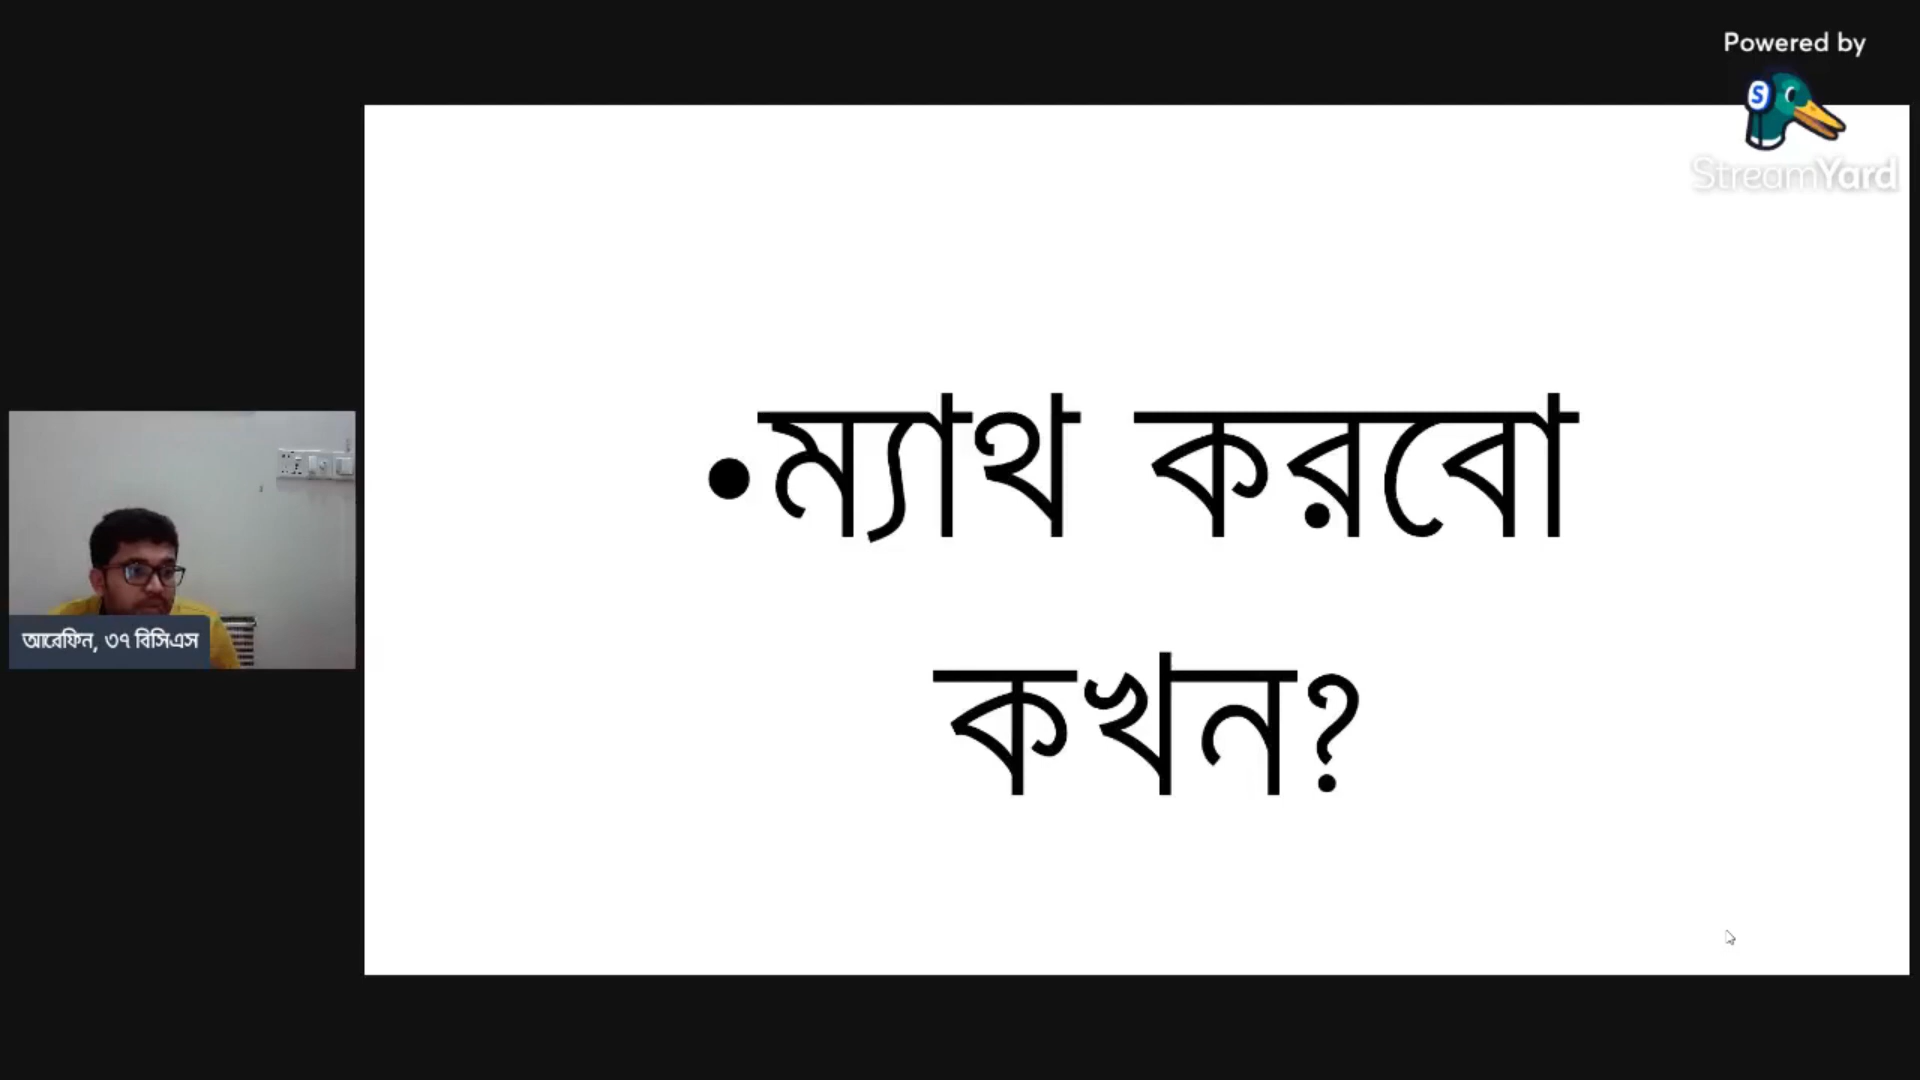 Powered by
StreamYard
•ম্যাথ করবো
কখন?
আরেফিন, ৩৭ বিসিএস